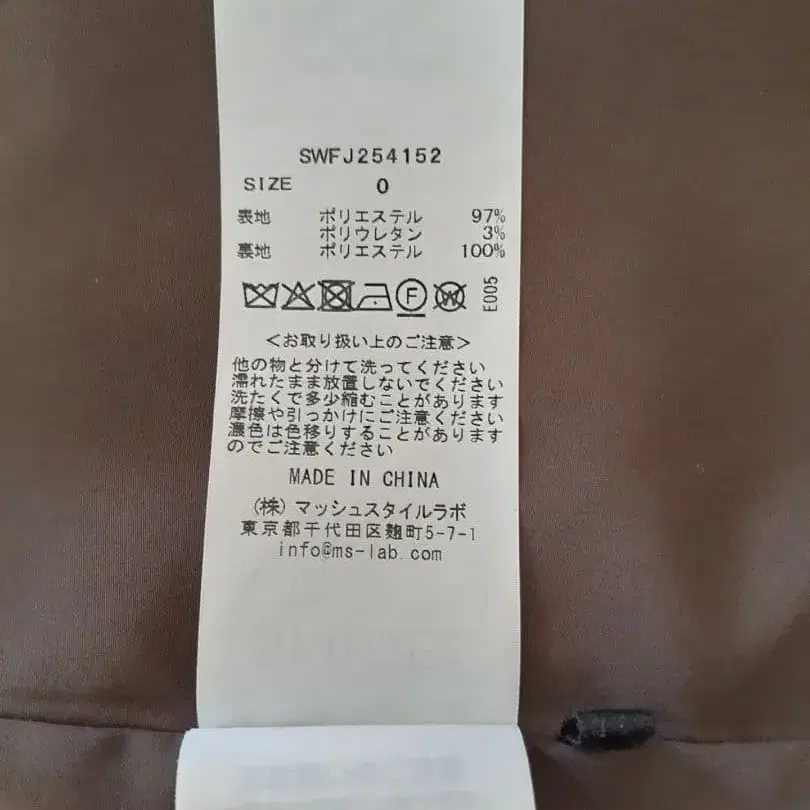 SWFJ254152
SIZE 0
表地 ポリエステル 97%
ポリウレタン 3%
裏地 ポリエステル 100%
F W E005
<お取り扱い上のご注意>
他の物と分けて洗ってください
濡れたまま放置しないでください
洗たくで多少縮むことがあります
摩擦や引っかけにご注意ください
濃色は色移りすることがあります
のでご注意ください
MADE IN CHINA
(株)マッシュスタイルラボ
東京都千代田区麹町5-7-1
info@ms-lab.com